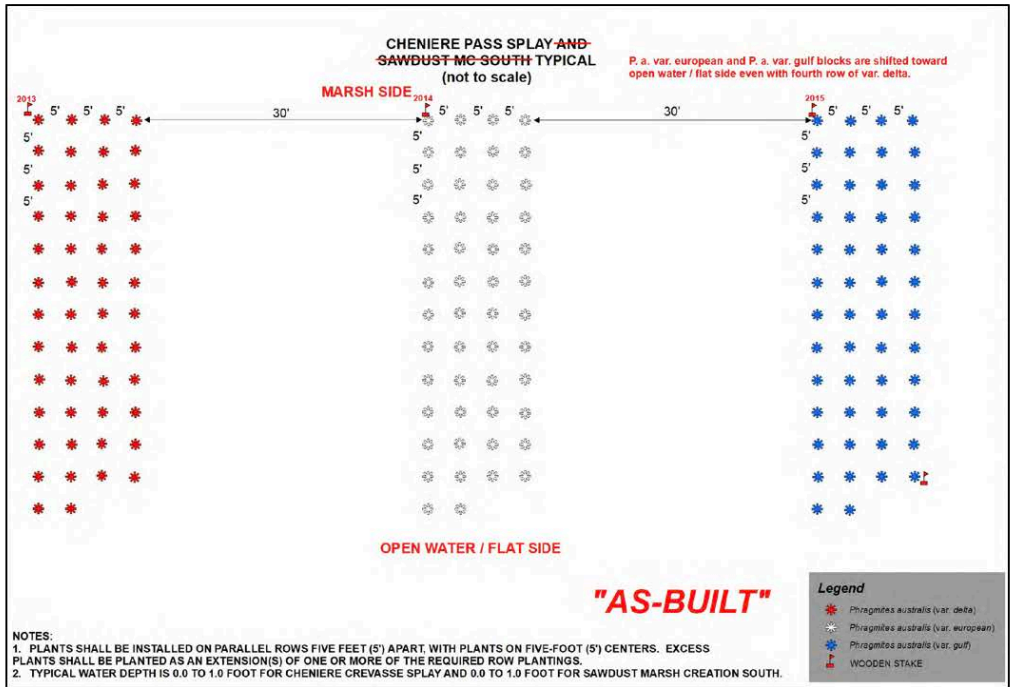 CHENIERE PASS SPLAY AND
SAWDUST MC SOUTH TYPICAL
(not to scale)
P. a. var. european and P. a. var. gulf blocks are shifted toward
open water / flat side even with fourth row of var. delta.
MARSH SIDE
2013
5' 5' 5'
30'
2014
5' 5' 5'
30'
2015
5' 5' 5'
5'
5'
5'
5'
5'
5'
5'
5'
5'
OPEN WATER / FLAT SIDE
"AS-BUILT"
Legend
Phragmites australis (var. delta)
Phragmites australis (var. european)
Phragmites australis (var. gulf)
WOODEN STAKE
NOTES:
1. PLANTS SHALL BE INSTALLED ON PARALLEL ROWS FIVE FEET (5') APART, WITH PLANTS ON FIVE-FOOT (5') CENTERS. EXCESS
PLANTS SHALL BE PLANTED AS AN EXTENSION(S) OF ONE OR MORE OF THE REQUIRED ROW PLANTINGS.
2. TYPICAL WATER DEPTH IS 0.0 TO 1.0 FOOT FOR CHENIERE CREVASSE SPLAY AND 0.0 TO 1.0 FOOT FOR SAWDUST MARSH CREATION SOUTH.